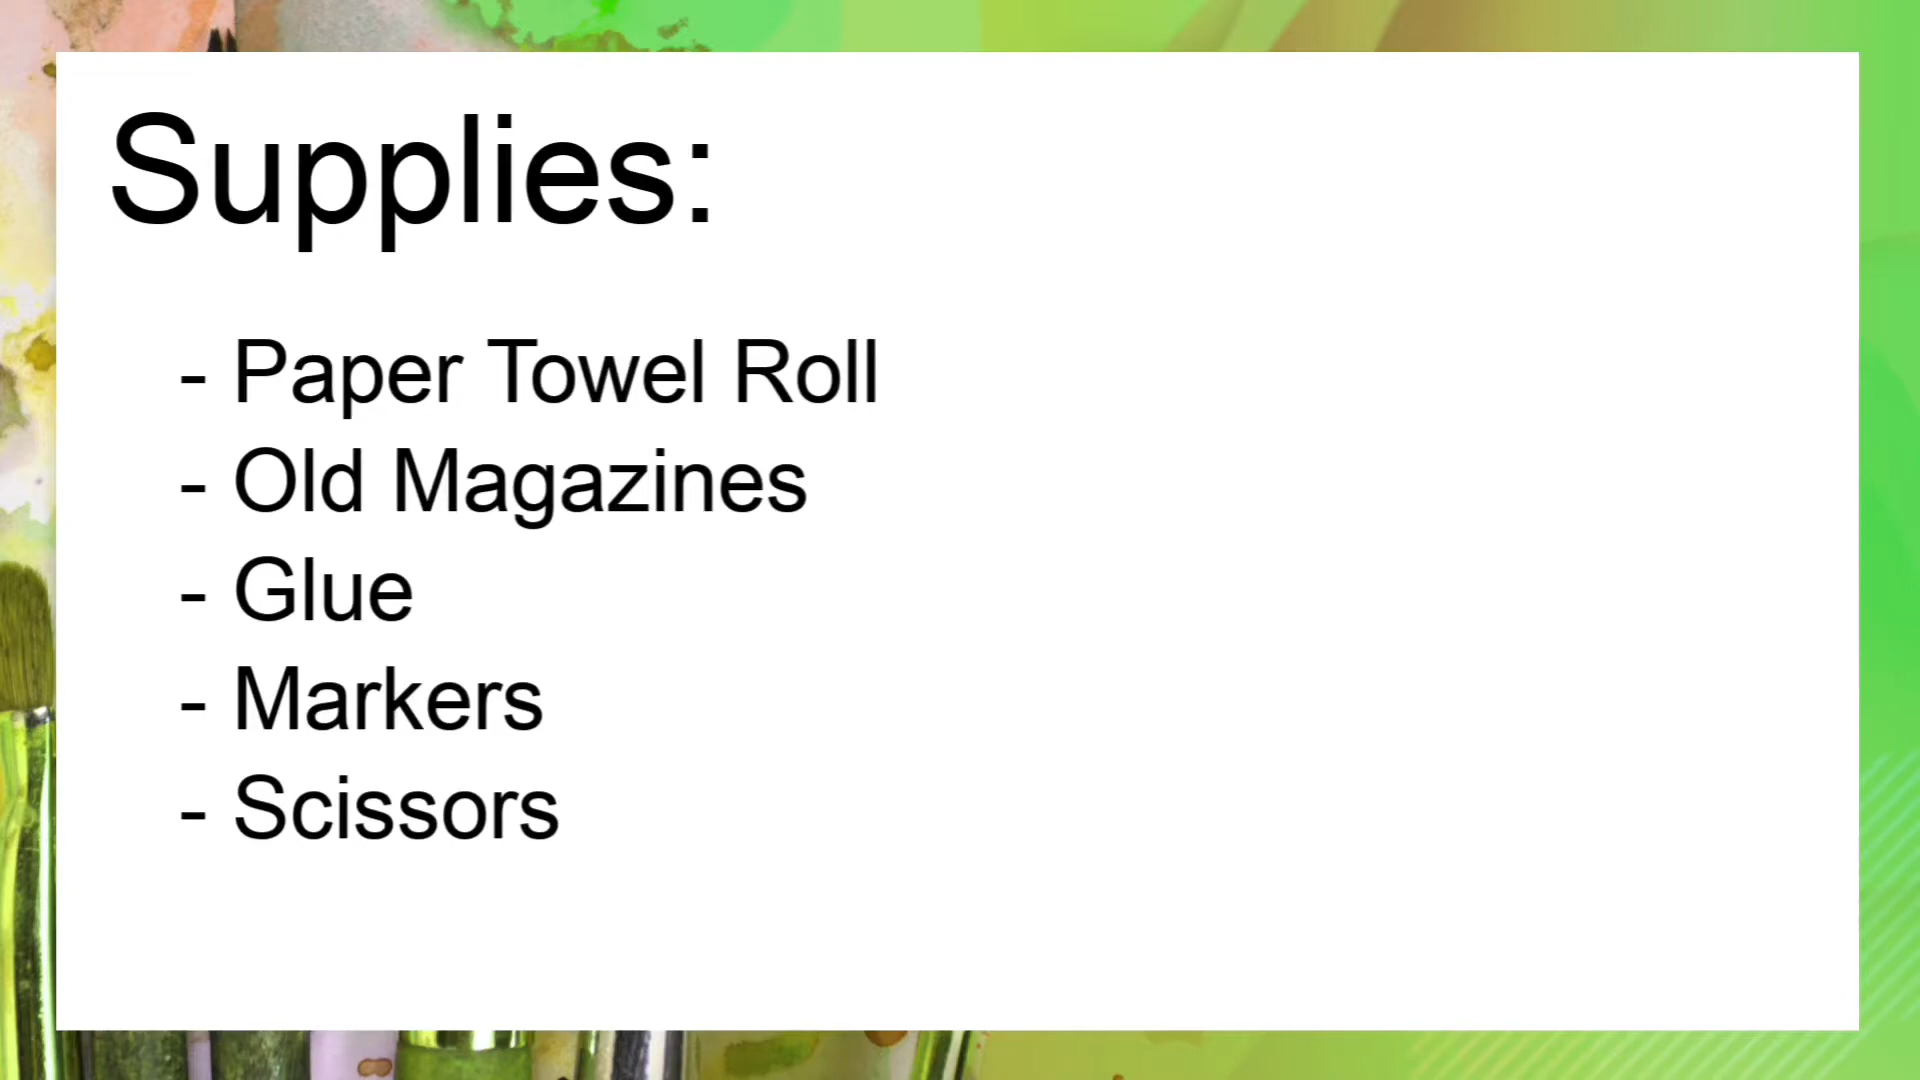 Supplies:
- Paper Towel Roll
- Old Magazines
- Glue
- Markers
- Scissors